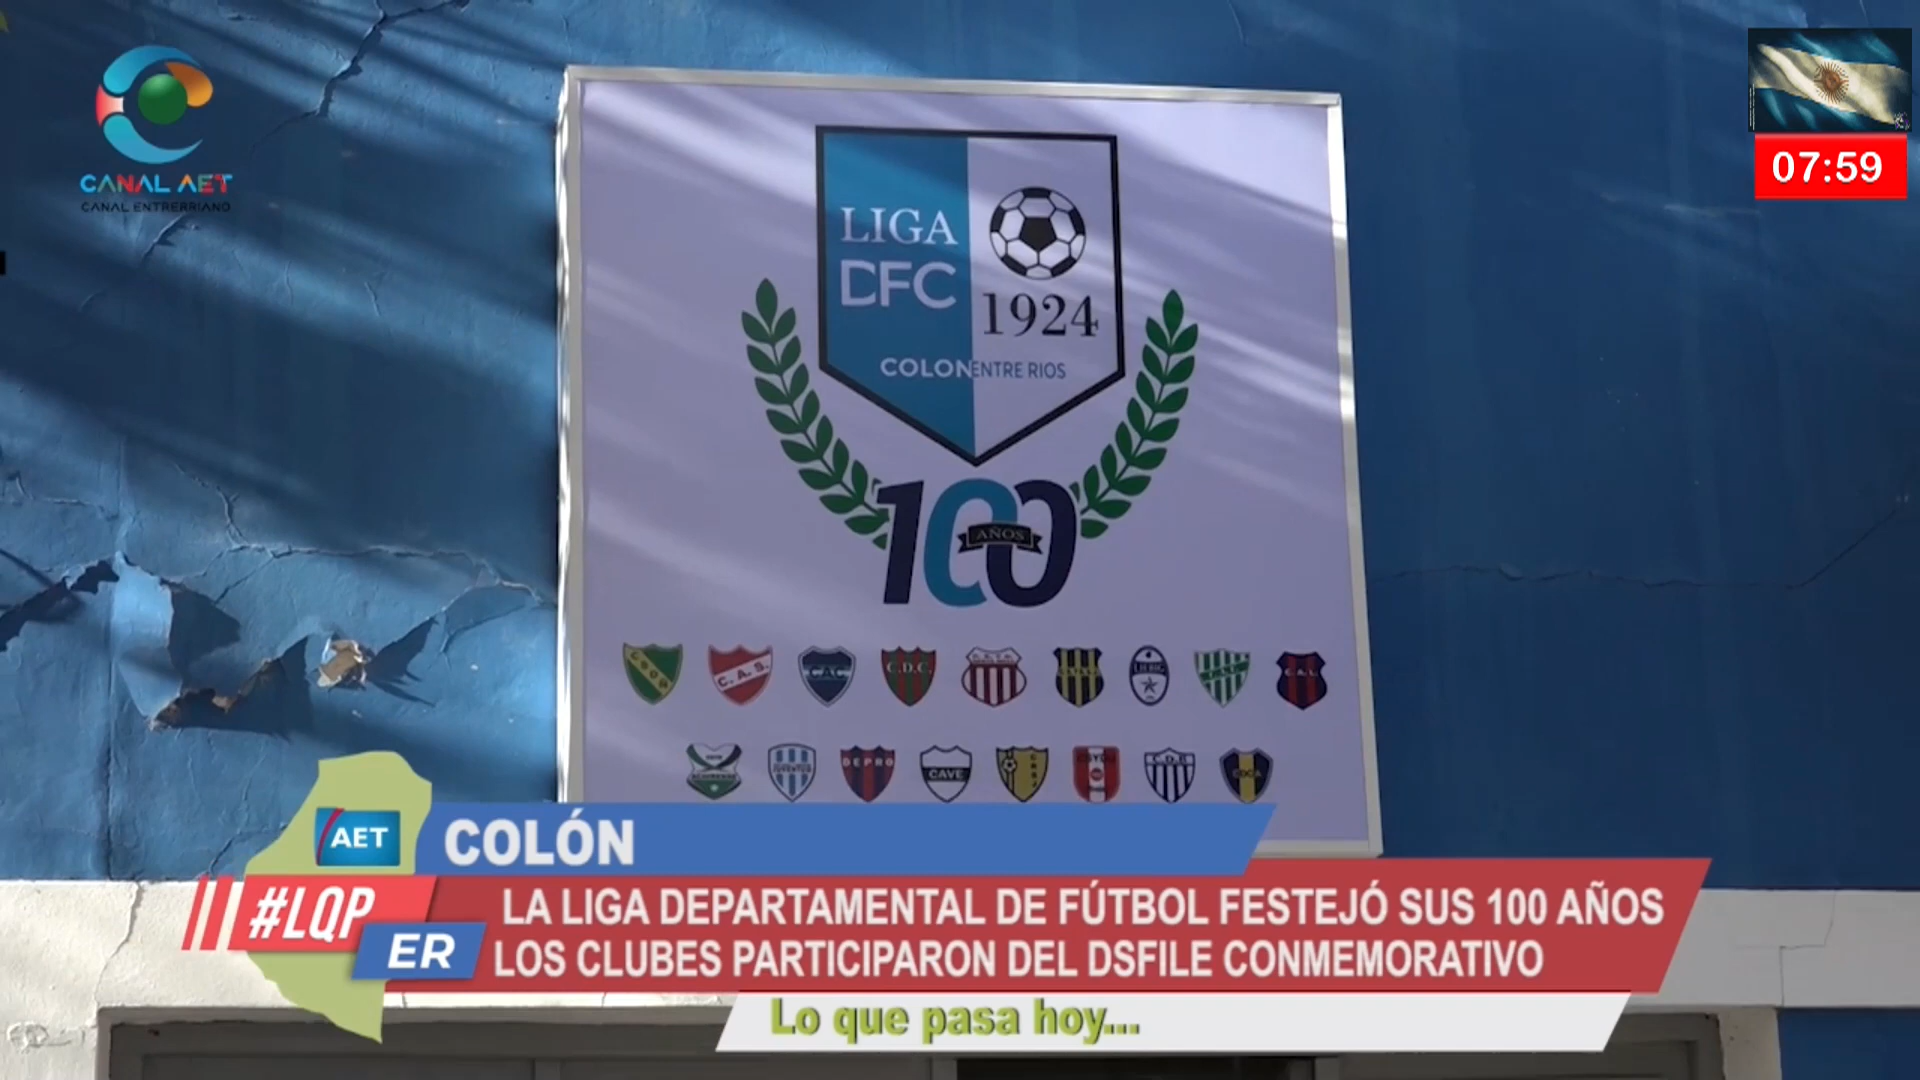 CANAL AET
CANAL ENTRERRIANO
07:59
LIGA
DFC
1924
COLON ENTRE RIOS
100
AÑOS
C. A. S.
C.D.C.
LIEBIG
C.A.L.
DEPRO
CAVE
AET
COLÓN
#LQP
ER
LA LIGA DEPARTAMENTAL DE FÚTBOL FESTEJÓ SUS 100 AÑOS
LOS CLUBES PARTICIPARON DEL DSFILE CONMEMORATIVO
Lo que pasa hoy...